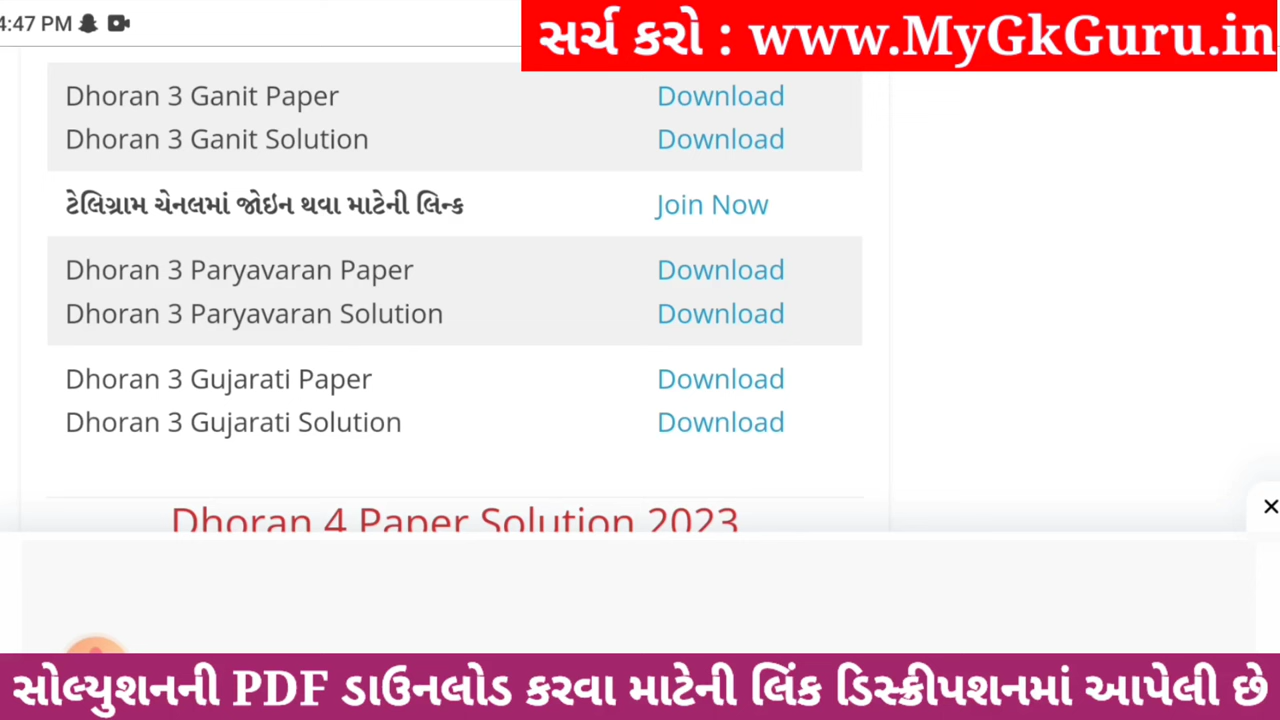 4:47 PM
સર્ચ કરો : www.MyGkGuru.in
Dhoran 3 Ganit Paper Download
Dhoran 3 Ganit Solution Download
ટેલિગ્રામ ચેનલમાં જોઇન થવા માટેની લિન્ક Join Now
Dhoran 3 Paryavaran Paper Download
Dhoran 3 Paryavaran Solution Download
Dhoran 3 Gujarati Paper Download
Dhoran 3 Gujarati Solution Download
Dhoran 4 Paper Solution 2023
સોલ્યુશનની PDF ડાઉનલોડ કરવા માટેની લિંક ડિસ્ક્રીપશનમાં આપેલી છે